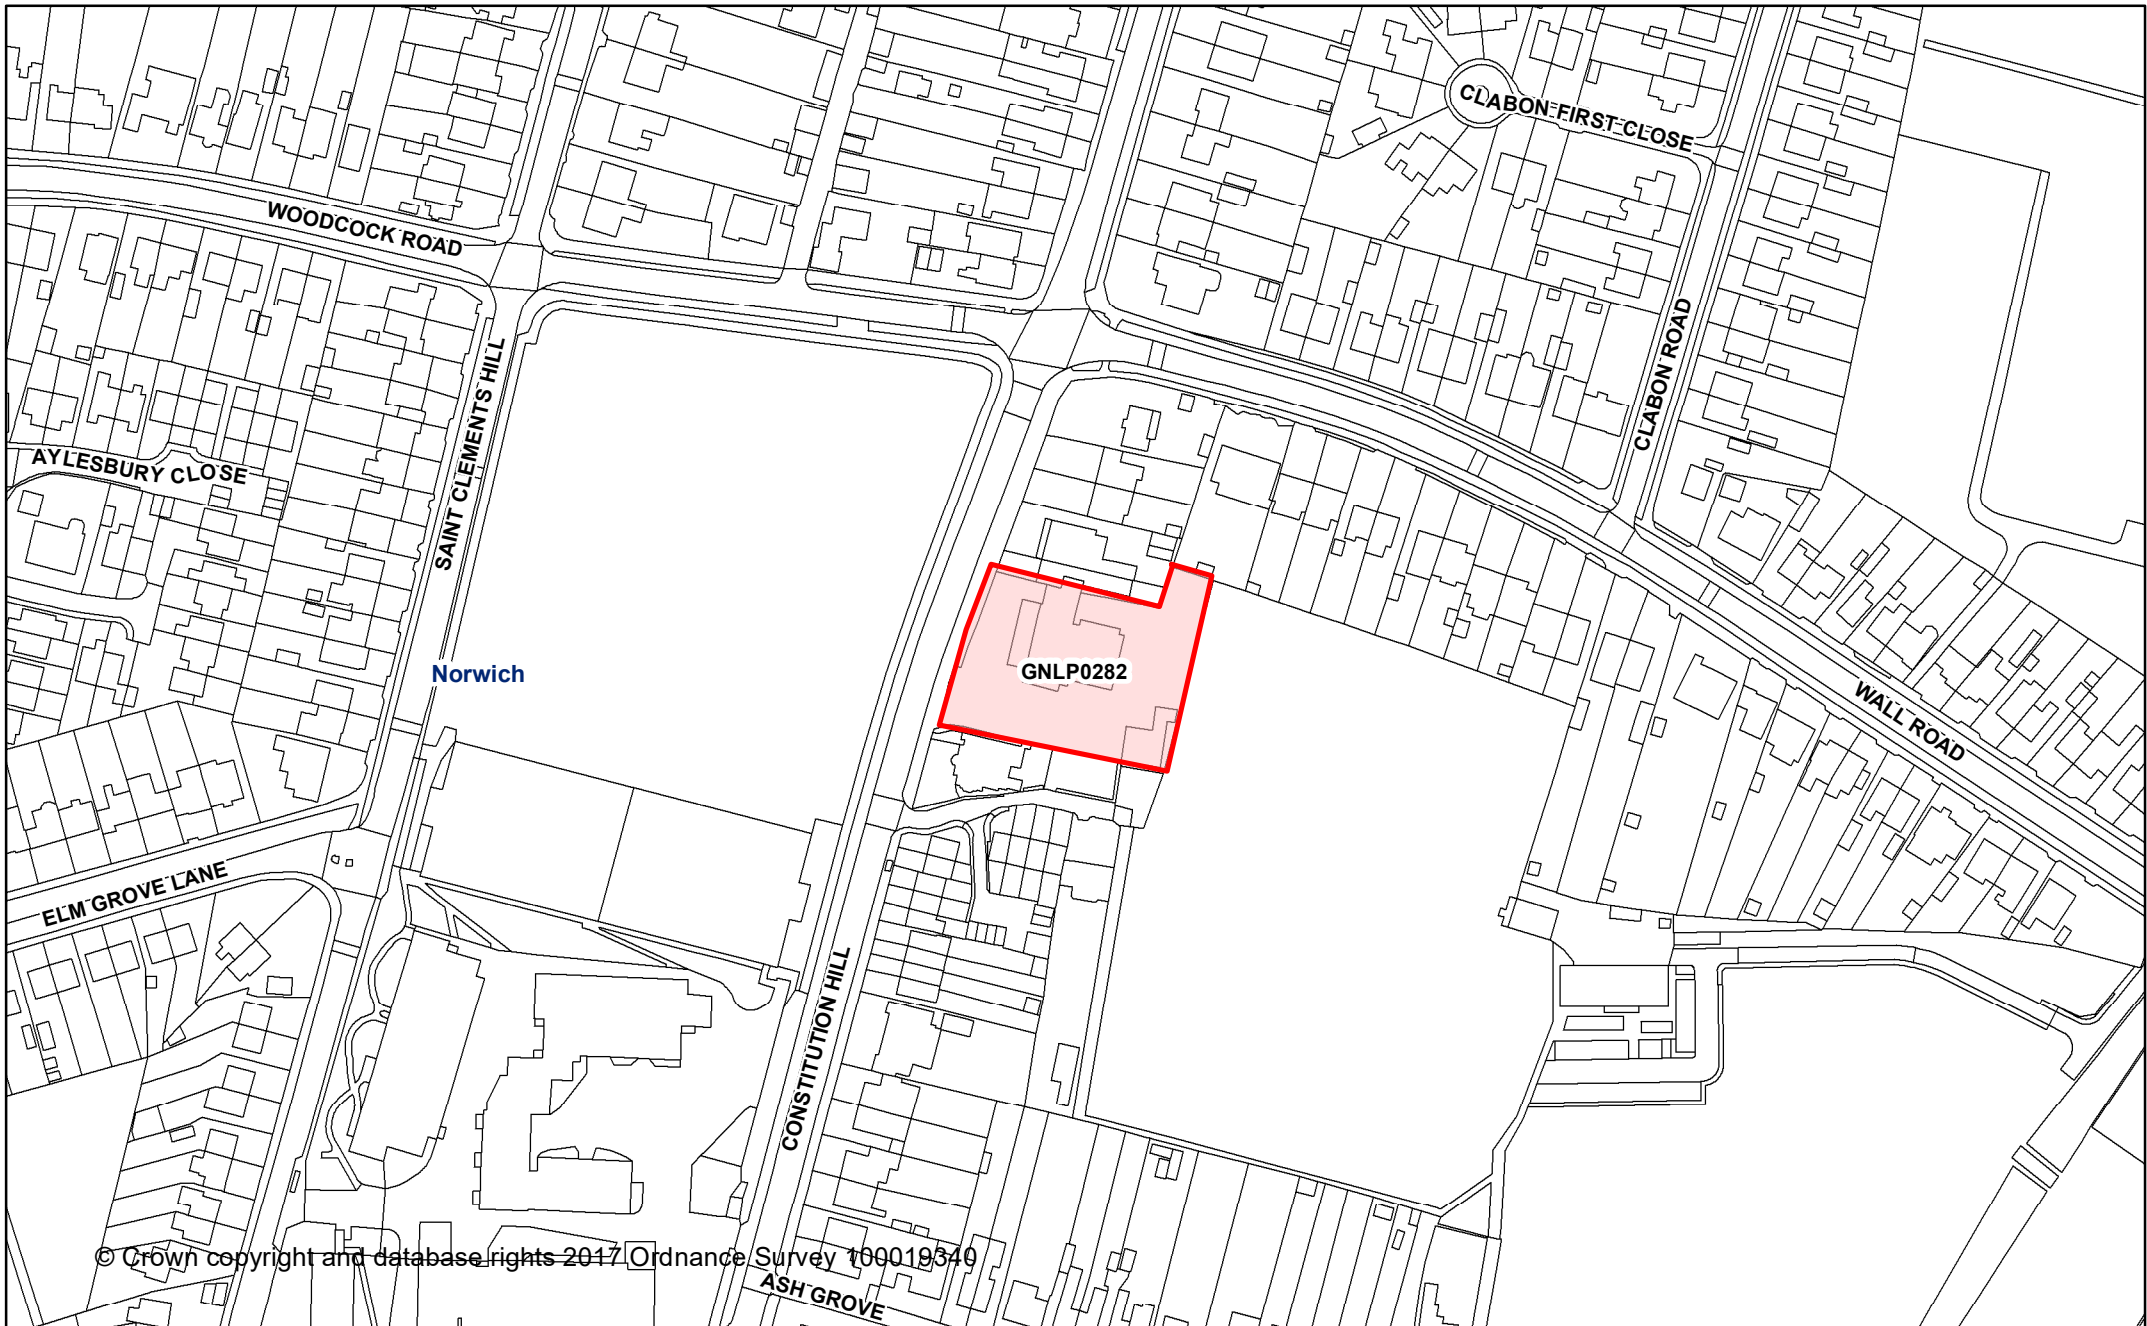 CLABON FIRST CLOSE
WOODCOCK ROAD
CLABON ROAD
SAINT CLEMENTS HILL
AYLESBURY CLOSE
Norwich
GNLP0282
WALL ROAD
ELM GROVE LANE
CONSTITUTION HILL
© Crown copyright and database rights 2017 Ordnance Survey 100019340
ASH GROVE